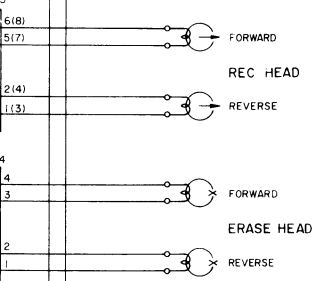 6(8)
5(7)
FORWARD
REC HEAD
2(4)
1(3)
REVERSE
4
4
3
FORWARD
ERASE HEAD
2
1
REVERSE